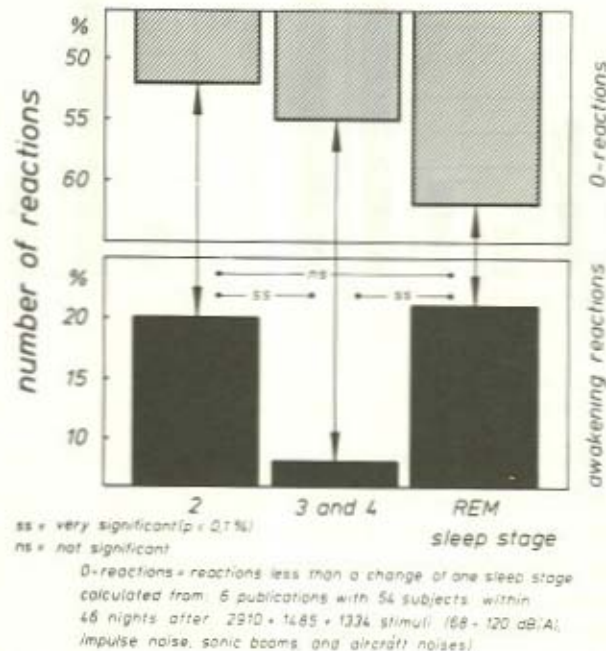 %
50
55
60
number of reactions
0-reactions
ns
ss
ss
%
20
15
10
awakening reactions
2
3 and 4
REM
sleep stage
ss = very significant (p < 0,1 %)
ns = not significant
0-reactions = reactions less than a change of one sleep stage
calculated from 6 publications with 54 subjects within
46 nights after 2910 + 1485 + 1334 stimuli (68 - 120 dB(A),
impulse noise, sonic beams, and aircraft noises)